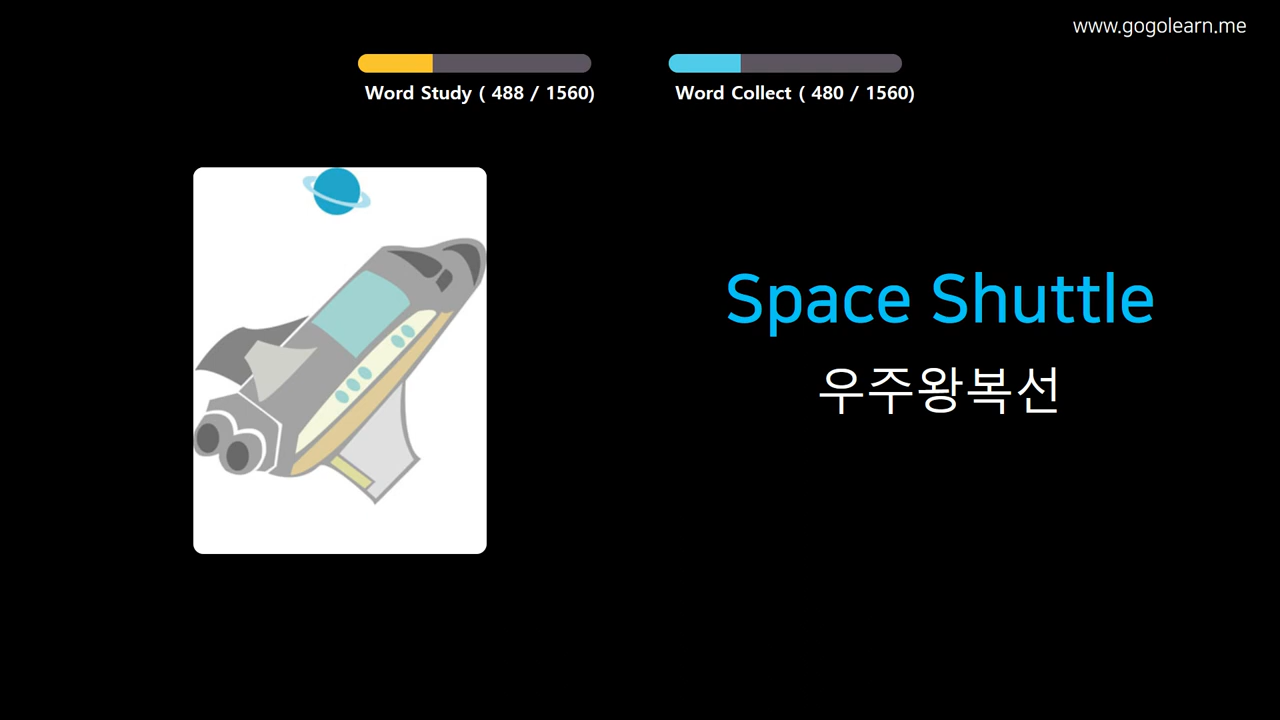 www.gogolearn.me
Word Study ( 488 / 1560)
Word Collect ( 480 / 1560)
Space Shuttle
우주왕복선